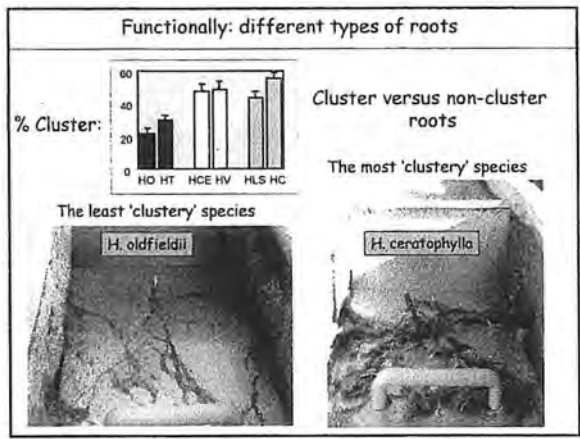 Functionally: different types of roots
% Cluster:
60
40
20
0
HO HT HCE HV HLS HC
Cluster versus non-cluster
roots
The least 'clustery' species
The most 'clustery' species
H. oldfieldii
H. ceratophylla